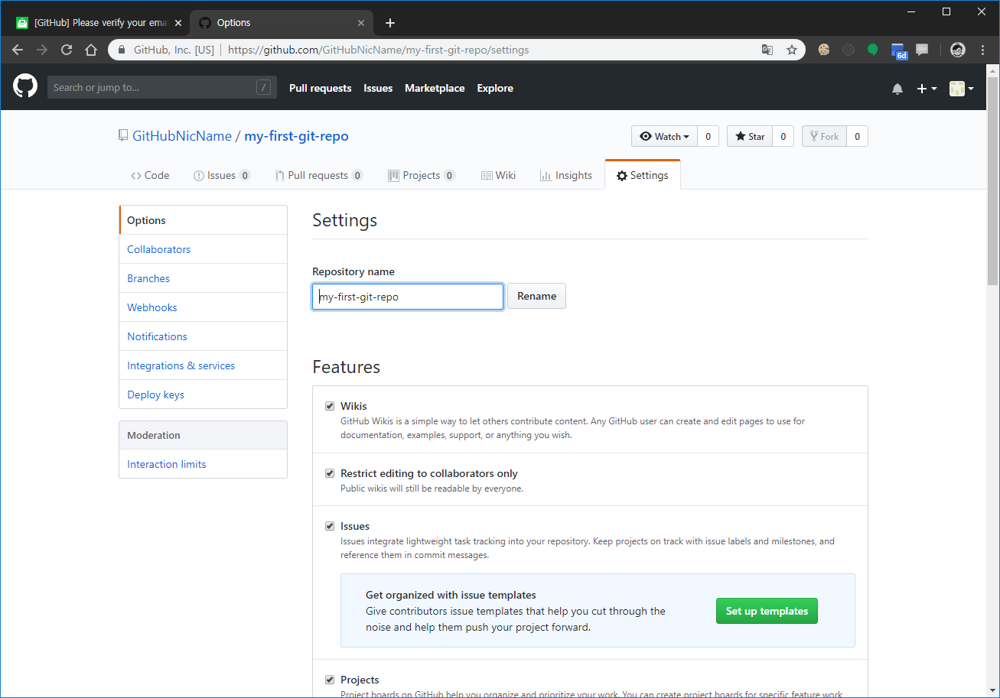 [GitHub] Please verify your ema
Options
GitHub, Inc. [US] | https://github.com/GitHubNicName/my-first-git-repo/settings
6d
Search or jump to... /
Pull requests Issues Marketplace Explore
GitHubNicName / my-first-git-repo
Watch 0 Star 0 Fork 0
Code Issues 0 Pull requests 0 Projects 0 Wiki Insights Settings
Options
Collaborators
Branches
Webhooks
Notifications
Integrations & services
Deploy keys
Moderation
Interaction limits
Settings
Repository name
my-first-git-repo Rename
Features
Wikis
GitHub Wikis is a simple way to let others contribute content. Any GitHub user can create and edit pages to use for
documentation, examples, support, or anything you wish.
Restrict editing to collaborators only
Public wikis will still be readable by everyone.
Issues
Issues integrate lightweight task tracking into your repository. Keep projects on track with issue labels and milestones, and
reference them in commit messages.
Get organized with issue templates
Give contributors issue templates that help you cut through the
noise and help them push your project forward.
Set up templates
Projects
Project boards on GitHub help you organize and prioritize your work. You can create project boards for specific feature work